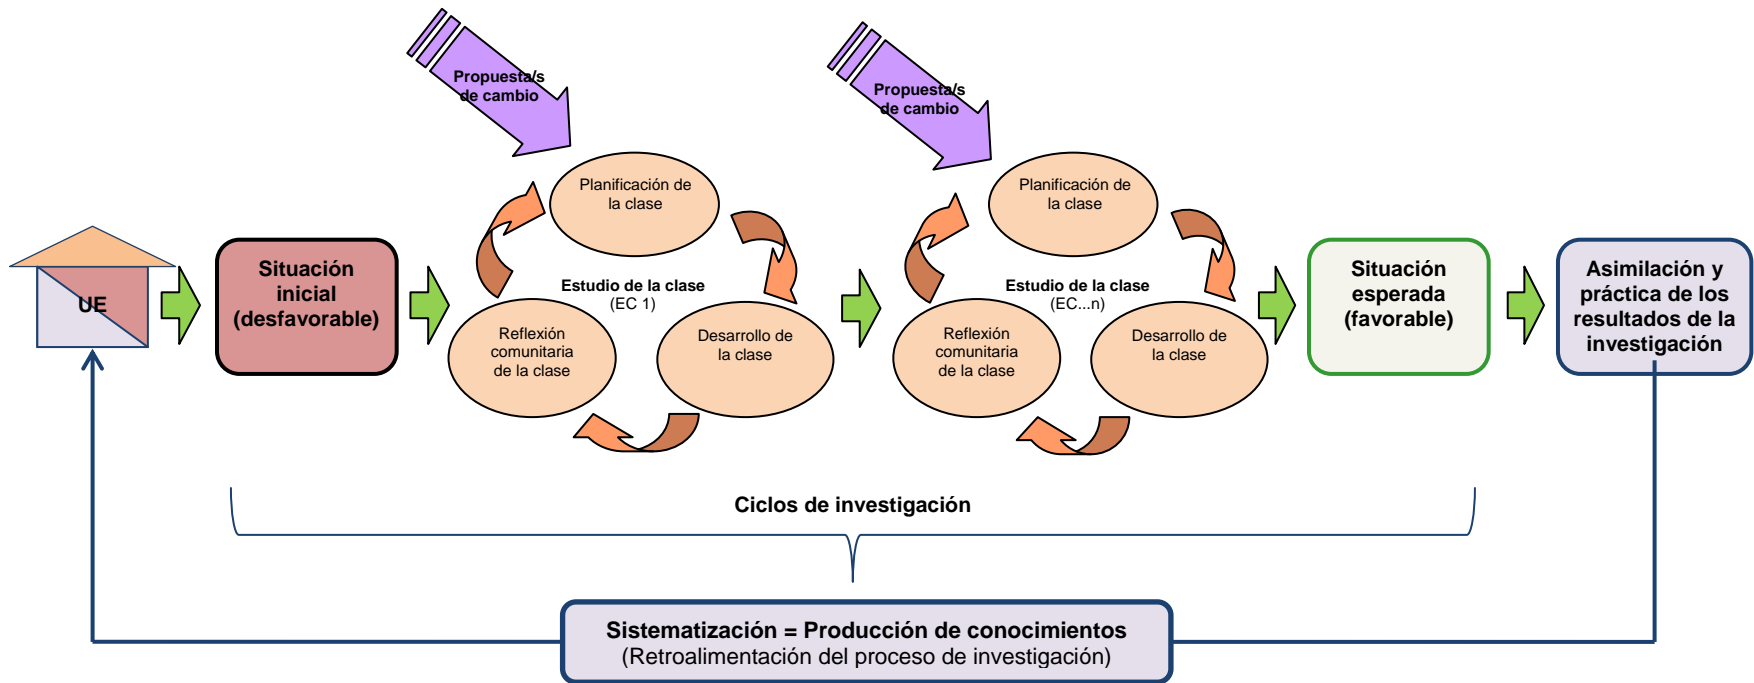 Propuesta/s
de cambio
Propuesta/s
de cambio
Planificación de
la clase
Planificación de
la clase
UE
Situación
inicial
(desfavorable)
Estudio de la clase
(EC 1)
Reflexión
comunitaria
de la clase
Desarrollo de
la clase
Estudio de la clase
(EC...n)
Reflexión
comunitaria
de la clase
Desarrollo de
la clase
Situación
esperada
(favorable)
Asimilación y
práctica de los
resultados de la
investigación
Ciclos de investigación
Sistematización = Producción de conocimientos
(Retroalimentación del proceso de investigación)